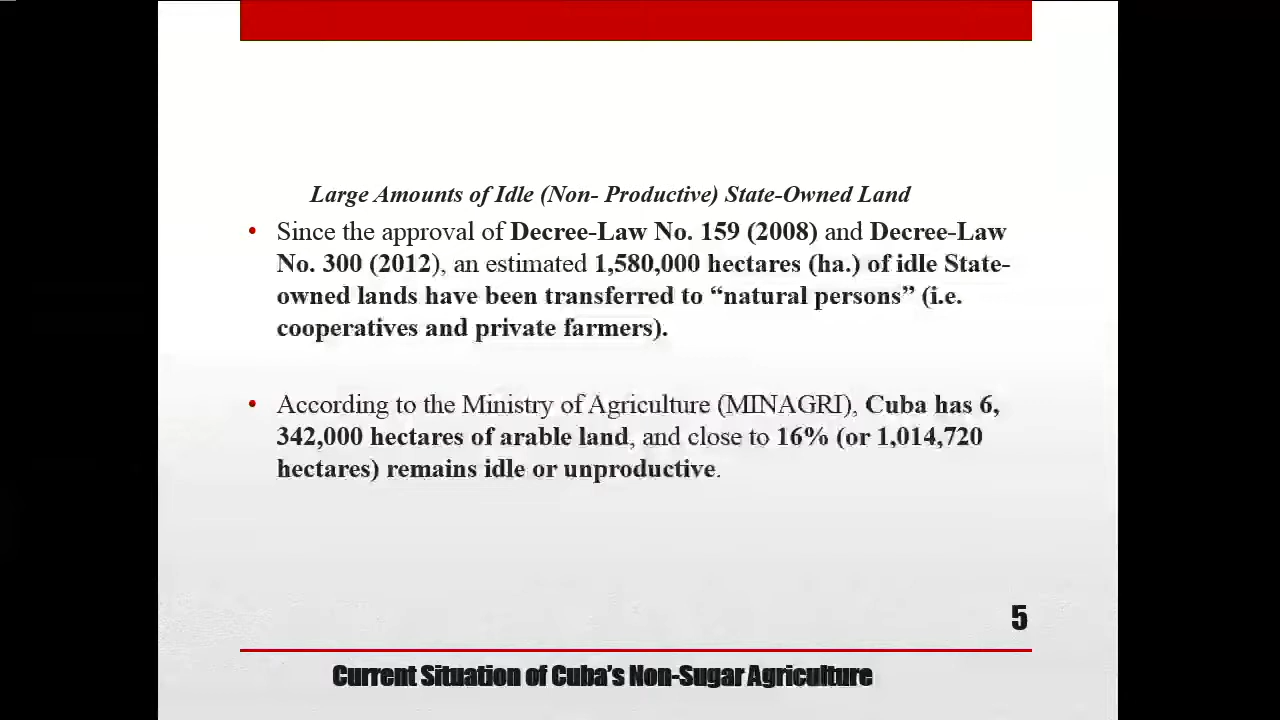 Large Amounts of Idle (Non- Productive) State-Owned Land
• Since the approval of Decree-Law No. 159 (2008) and Decree-Law
No. 300 (2012), an estimated 1,580,000 hectares (ha.) of idle State-
owned lands have been transferred to “natural persons” (i.e.
cooperatives and private farmers).
• According to the Ministry of Agriculture (MINAGRI), Cuba has 6,
342,000 hectares of arable land, and close to 16% (or 1,014,720
hectares) remains idle or unproductive.
5
Current Situation of Cuba’s Non-Sugar Agriculture